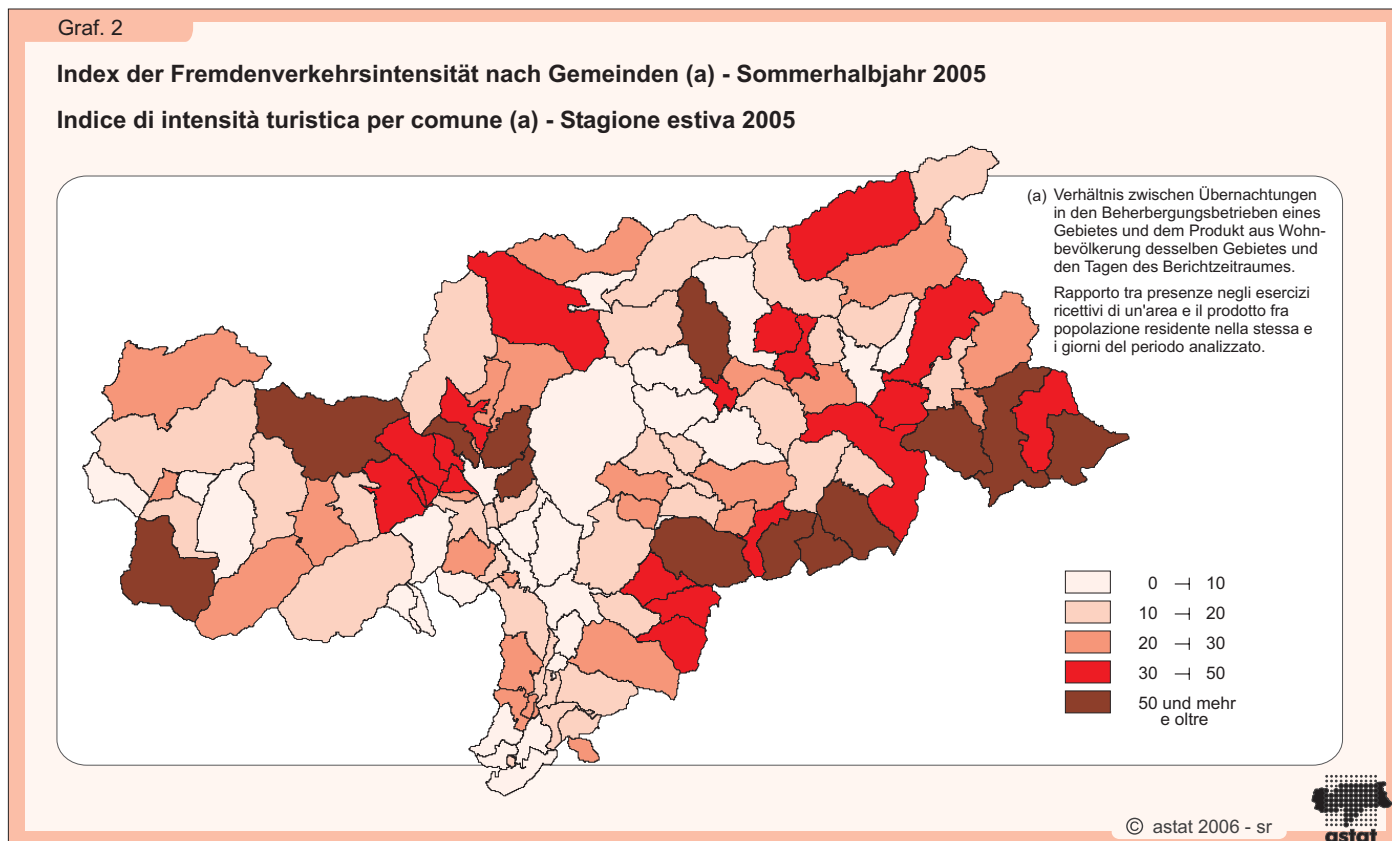 Graf. 2
Index der Fremdenverkehrsintensität nach Gemeinden (a) - Sommerhalbjahr 2005
Indice di intensità turistica per comune (a) - Stagione estiva 2005
(a) Verhältnis zwischen Übernachtungen
in den Beherbergungsbetrieben eines
Gebietes und dem Produkt aus Wohn-
bevölkerung desselben Gebietes und
den Tagen des Berichtzeitraumes.
Rapporto tra presenze negli esercizi
ricettivi di un'area e il prodotto fra
popolazione residente nella stessa e
i giorni del periodo analizzato.
0 ⊣ 10
10 ⊣ 20
20 ⊣ 30
30 ⊣ 50
50 und mehr
e oltre
© astat 2006 - sr
astat